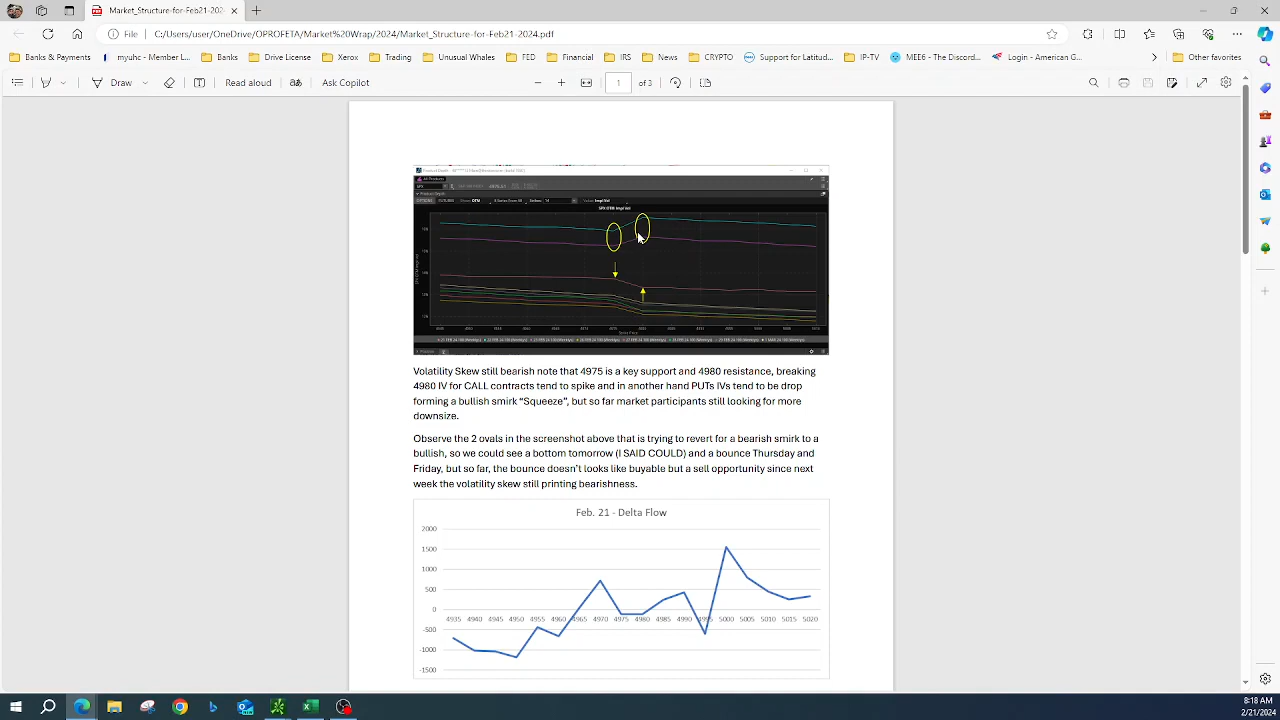 Market_Structure-for-Feb21-202
File
C:/Users/user/OneDrive/OPROFETA/Market%20Wrap/2024/Market_Structure-for-Feb21-2024.pdf
Banking Payments
myuhc - Member L...
Banks
Drive License
Xerox
Trading
Unusual Whales
FED
Financial
IRS
News
CRYPTO
Support for Latitud...
IP-TV
MEE6 - The Discord...
Login - American G...
Other favorites
Draw
Read aloud
Ask Copilot
1
of 3
All Products
SPX
SPX OTM Impl Vol
Volatility Skew still bearish note that 4975 is a key support and 4980 resistance, breaking
4980 IV for CALL contracts tend to spike and in another hand PUTs IVs tend to be drop
forming a bullish smirk “Squeeze”, but so far market participants still looking for more
downsize.
Observe the 2 ovals in the screenshot above that is trying to revert for a bearish smirk to a
bullish, so we could see a bottom tomorrow (I SAID COULD) and a bounce Thursday and
Friday, but so far, the bounce doesn’t looks like buyable but a sell opportunity since next
week the volatility skew still printing bearishness.
Feb. 21 - Delta Flow
2000
1500
1000
500
0
4935 4940 4945 4950 4955 4960 4965 4970 4975 4980 4985 4990 4995 5000 5005 5010 5015 5020
-500
-1000
-1500
8:18 AM
2/21/2024